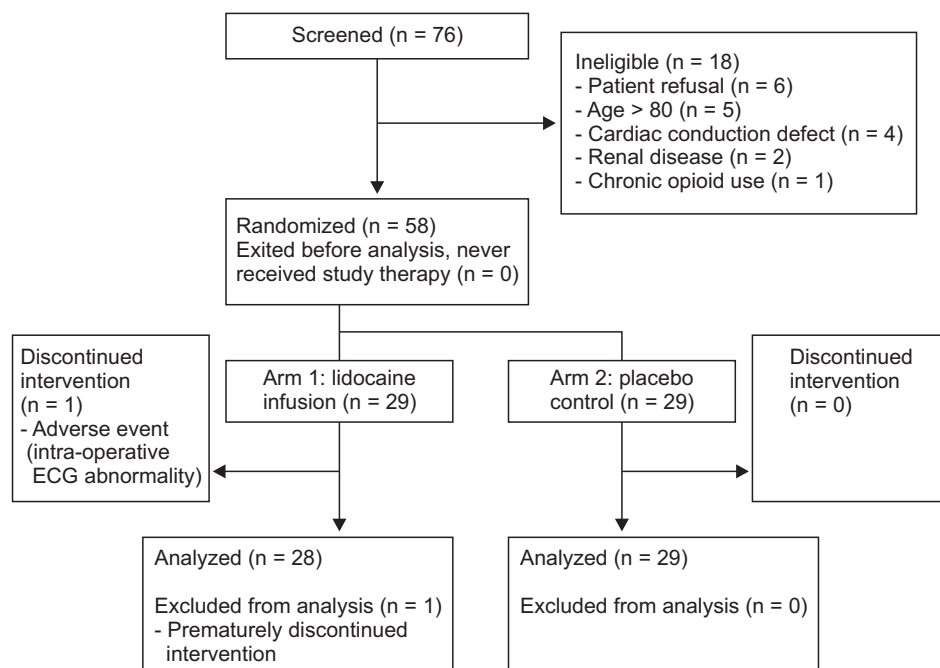 Screened (n = 76)
Ineligible (n = 18)
- Patient refusal (n = 6)
- Age > 80 (n = 5)
- Cardiac conduction defect (n = 4)
- Renal disease (n = 2)
- Chronic opioid use (n = 1)
Randomized (n = 58)
Exited before analysis, never
received study therapy (n = 0)
Discontinued
intervention
(n = 1)
- Adverse event
(intra-operative
ECG abnormality)
Arm 1: lidocaine
infusion (n = 29)
Arm 2: placebo
control (n = 29)
Discontinued
intervention
(n = 0)
Analyzed (n = 28)
Excluded from analysis (n = 1)
- Prematurely discontinued
intervention
Analyzed (n = 29)
Excluded from analysis (n = 0)